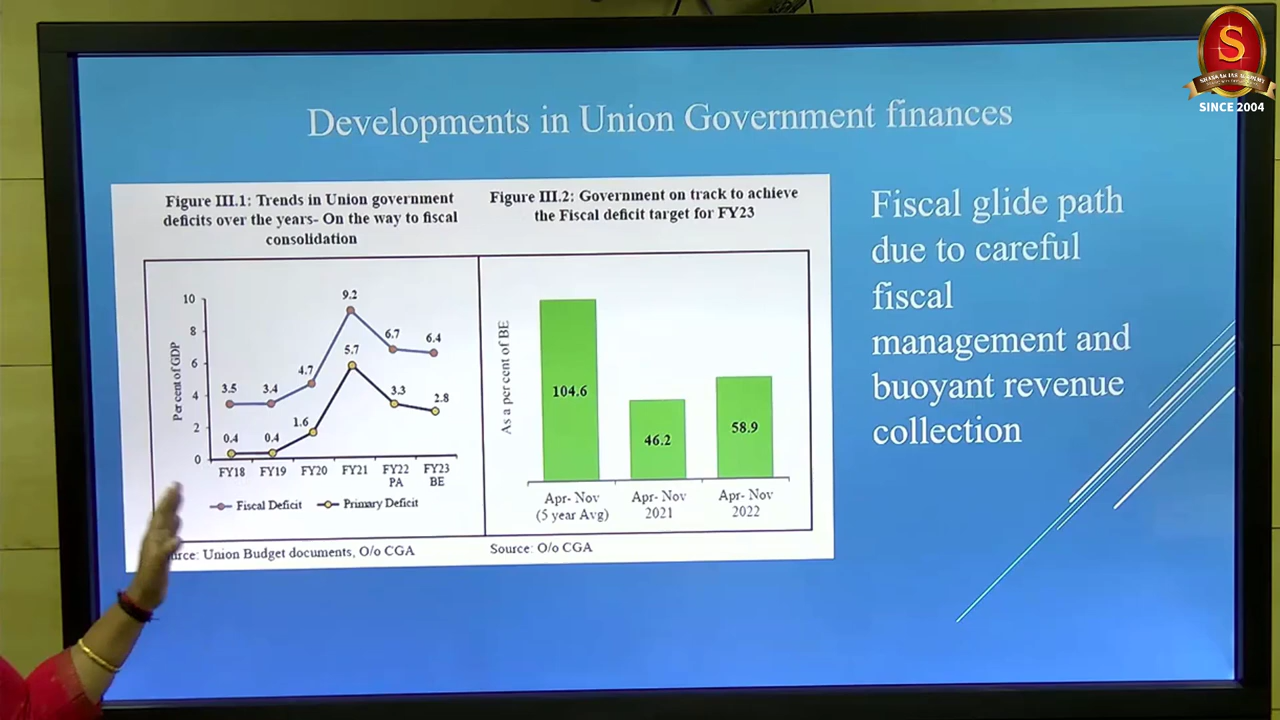 S
SHANKAR IAS ACADEMY
SINCE 2004
Developments in Union Government finances
Figure III.1: Trends in Union government
deficits over the years- On the way to fiscal
consolidation
Per cent of GDP
10
8
6
4
2
0
3.5
3.4
4.7
9.2
6.7
6.4
0.4
0.4
1.6
5.7
3.3
2.8
FY18
FY19
FY20
FY21
FY22
PA
FY23
BE
Fiscal Deficit
Primary Deficit
Union Budget documents, O/o CGA
Figure III.2: Government on track to achieve
the Fiscal deficit target for FY23
As a per cent of BE
104.6
46.2
58.9
Apr- Nov
(5 year Avg)
Apr- Nov
2021
Apr- Nov
2022
Source: O/o CGA
Fiscal glide path
due to careful
fiscal
management and
buoyant revenue
collection